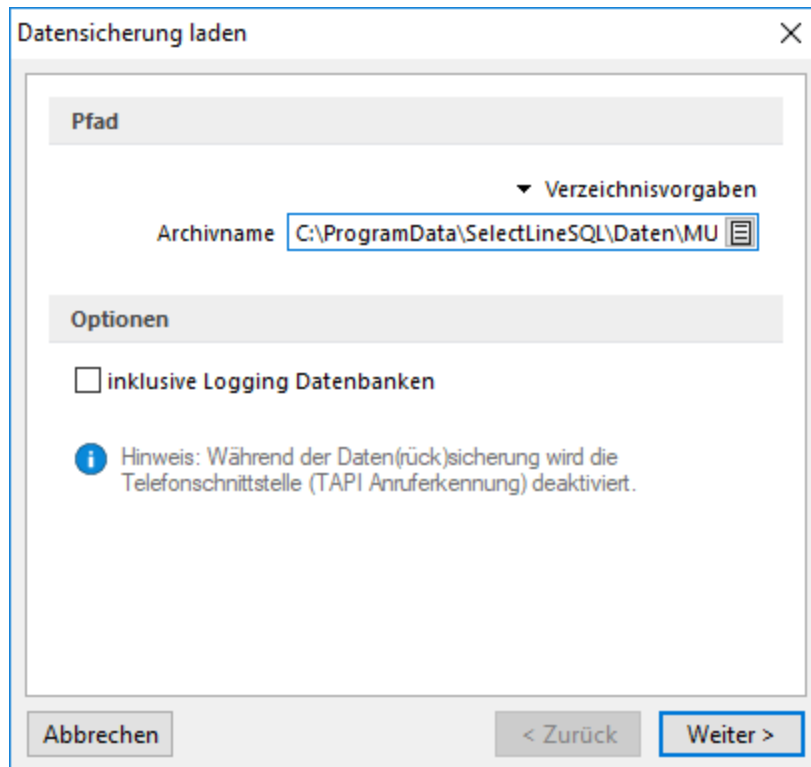 Datensicherung laden
Pfad
Verzeichnisvorgaben
Archivname C:\ProgramData\SelectLineSQL\Daten\MU
Optionen
inklusive Logging Datenbanken
Hinweis: Während der Daten(rück)sicherung wird die
Telefonschnittstelle (TAPI Anruferkennung) deaktiviert.
Abbrechen < Zurück Weiter >